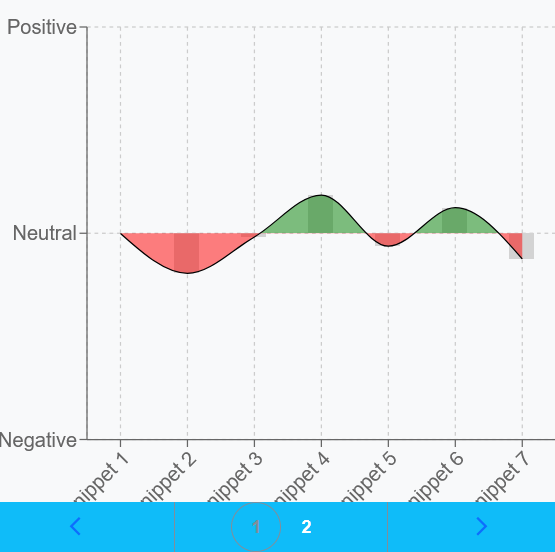 Positive
Neutral
Negative
nippet 1
nippet 2
nippet 3
nippet 4
nippet 5
nippet 6
nippet 7
1 2